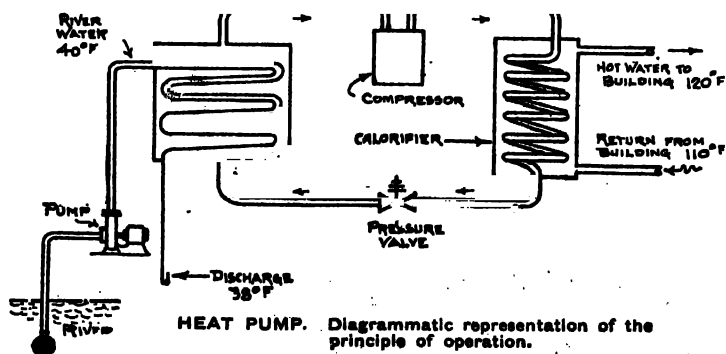 RIVER
WATER
40°F
COMPRESSOR
CALORIFIER
HOT WATER TO
BUILDING 120°F
RETURN FROM
BUILDING 110°F
PUMP
PRESSURE
VALVE
DISCHARGE
38°F
RIVER
HEAT PUMP. Diagrammatic representation of the
principle of operation.